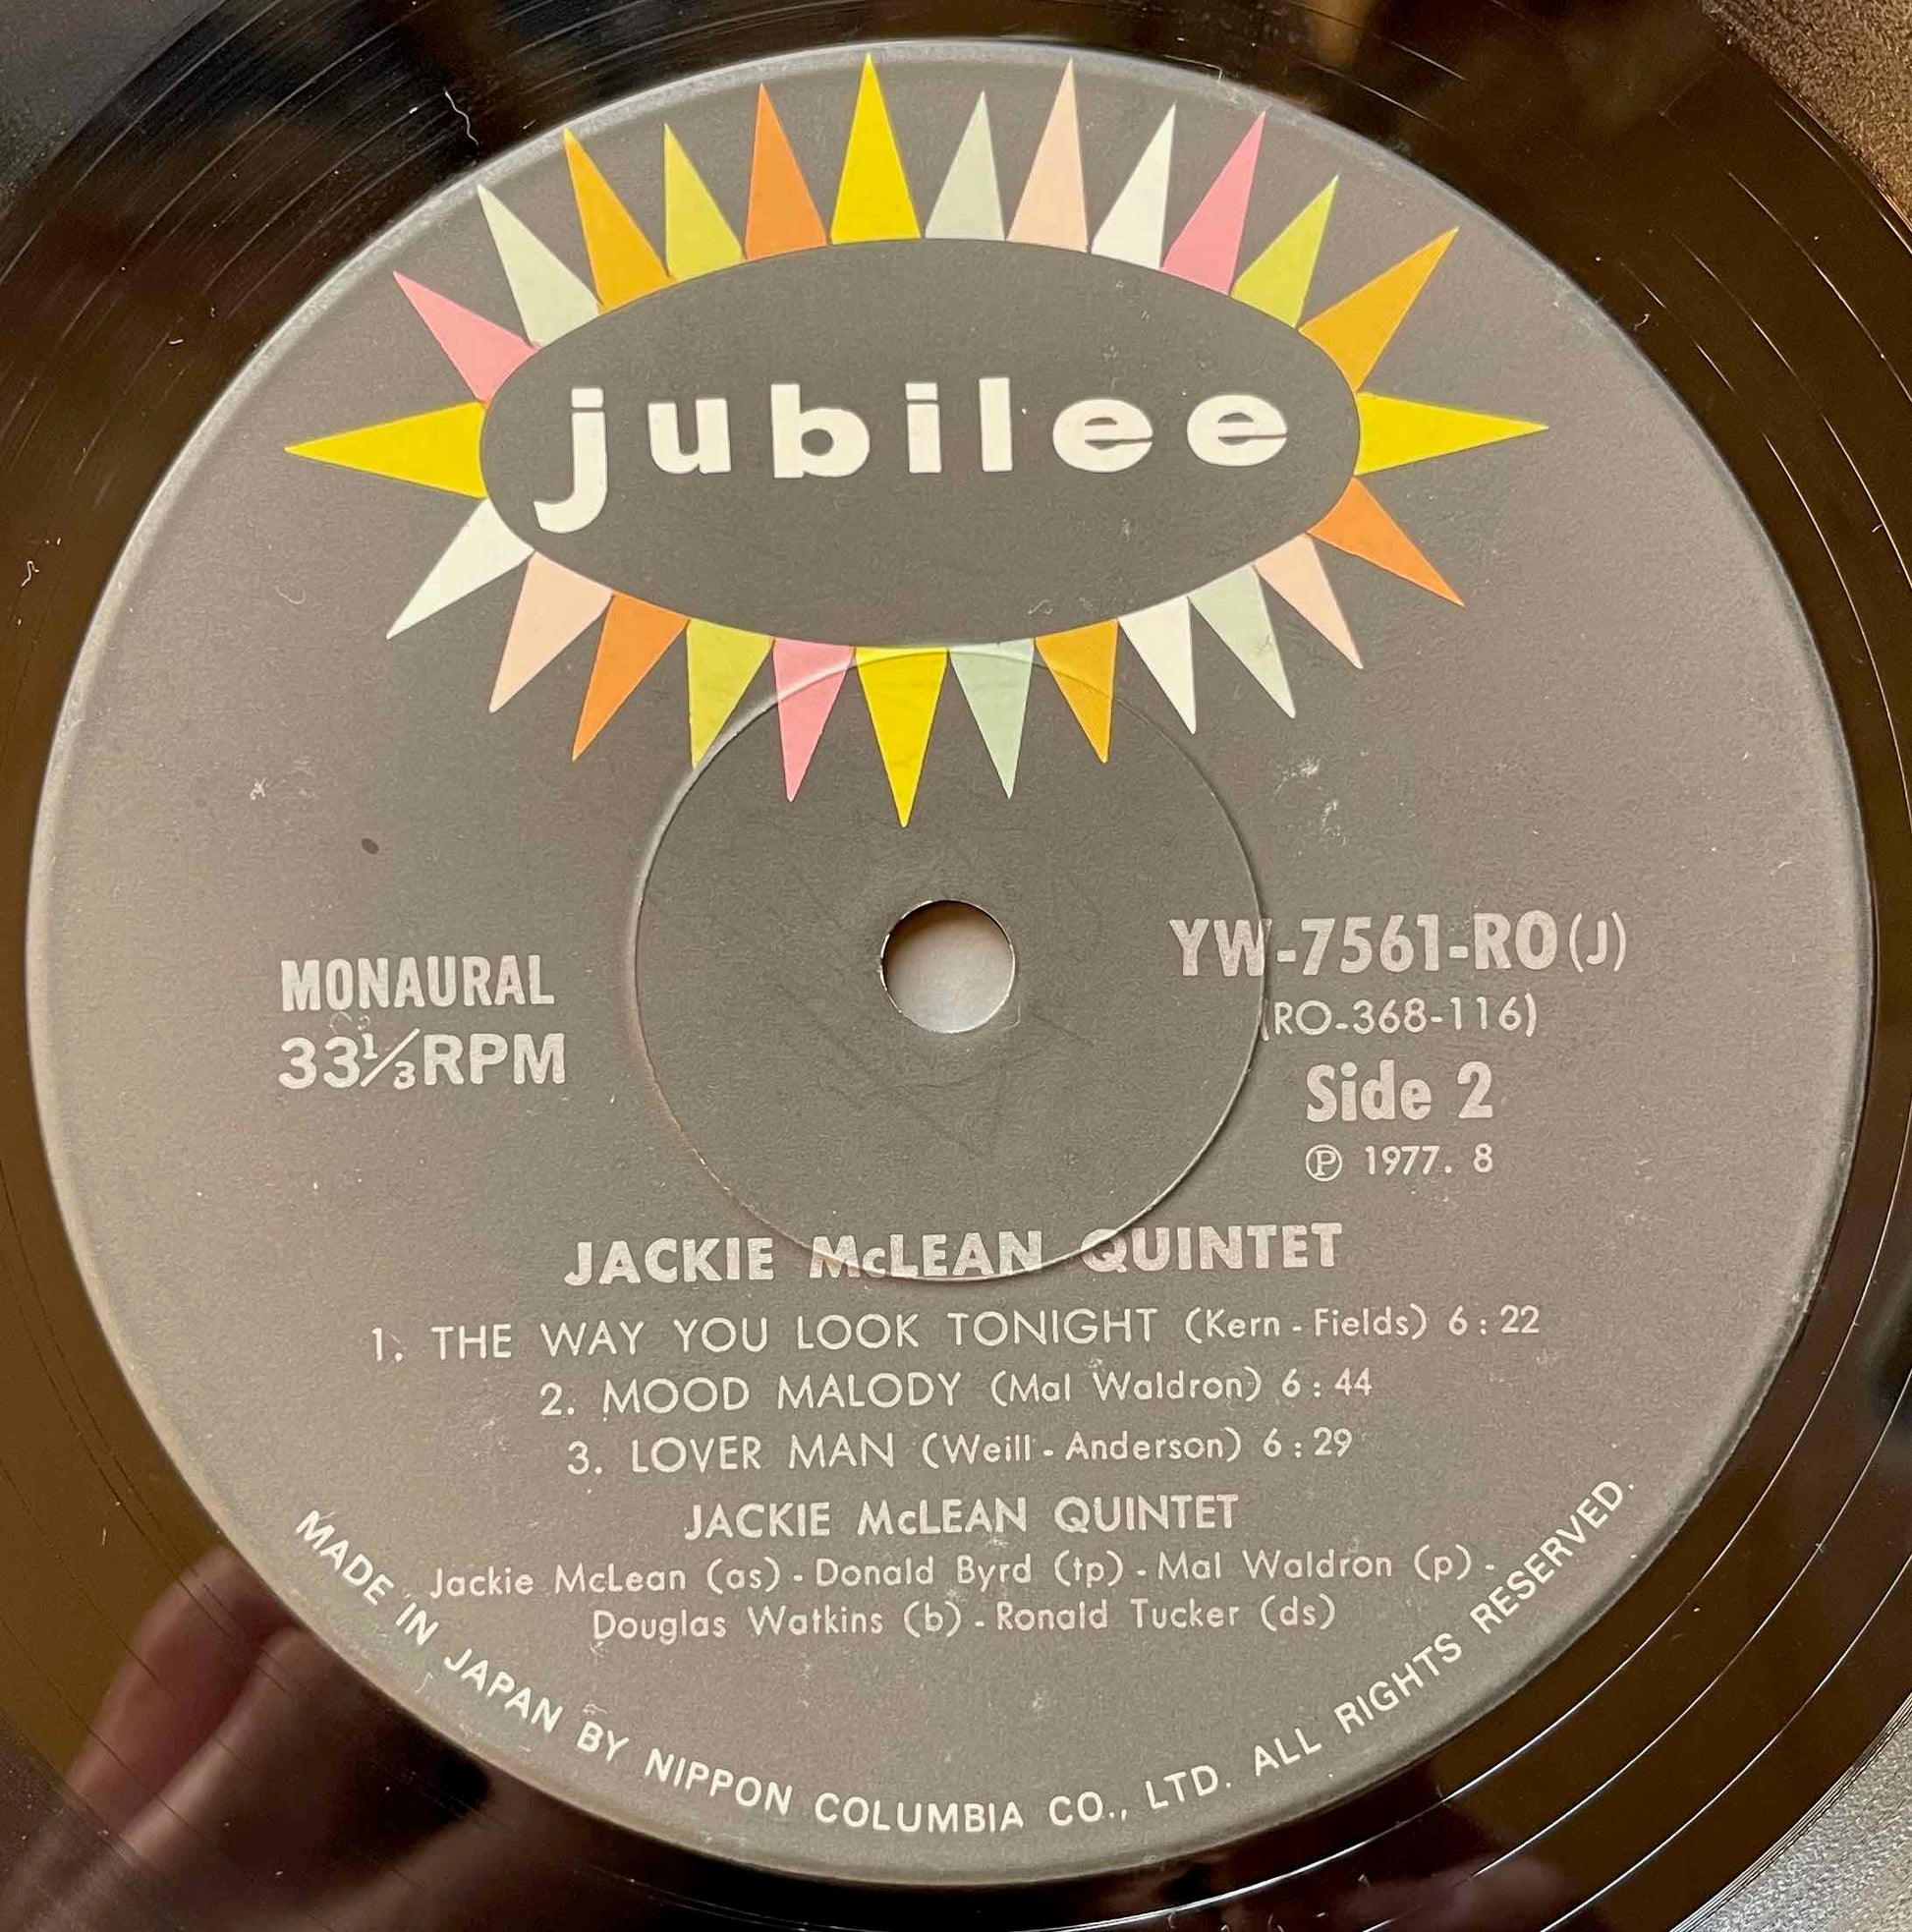 jubilee
MONAURAL
33⅓RPM
YW-7561-RO(J)
(RO-368-116)
Side 2
Ⓟ 1977. 8
JACKIE McLEAN QUINTET
1. THE WAY YOU LOOK TONIGHT (Kern - Fields) 6 : 22
2. MOOD MALODY (Mal Waldron) 6 : 44
3. LOVER MAN (Weill - Anderson) 6 : 29
JACKIE McLEAN QUINTET
Jackie McLean (as) - Donald Byrd (tp) - Mal Waldron (p) -
Douglas Watkins (b) - Ronald Tucker (ds)
MADE IN JAPAN BY NIPPON COLUMBIA CO., LTD. ALL RIGHTS RESERVED.